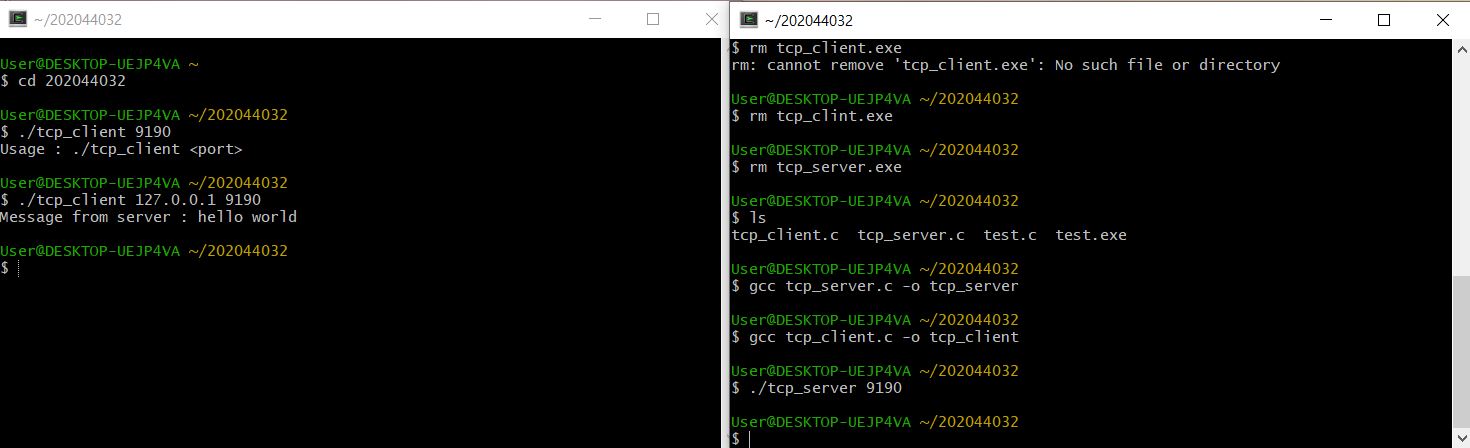 ~/202044032
User@DESKTOP-UEJP4VA ~
$ cd 202044032
User@DESKTOP-UEJP4VA ~/202044032
$ ./tcp_client 9190
Usage : ./tcp_client <port>
User@DESKTOP-UEJP4VA ~/202044032
$ ./tcp_client 127.0.0.1 9190
Message from server : hello world
User@DESKTOP-UEJP4VA ~/202044032
$
~/202044032
$ rm tcp_client.exe
rm: cannot remove 'tcp_client.exe': No such file or directory
User@DESKTOP-UEJP4VA ~/202044032
$ rm tcp_clint.exe
User@DESKTOP-UEJP4VA ~/202044032
$ rm tcp_server.exe
User@DESKTOP-UEJP4VA ~/202044032
$ ls
tcp_client.c  tcp_server.c  test.c  test.exe
User@DESKTOP-UEJP4VA ~/202044032
$ gcc tcp_server.c -o tcp_server
User@DESKTOP-UEJP4VA ~/202044032
$ gcc tcp_client.c -o tcp_client
User@DESKTOP-UEJP4VA ~/202044032
$ ./tcp_server 9190
User@DESKTOP-UEJP4VA ~/202044032
$